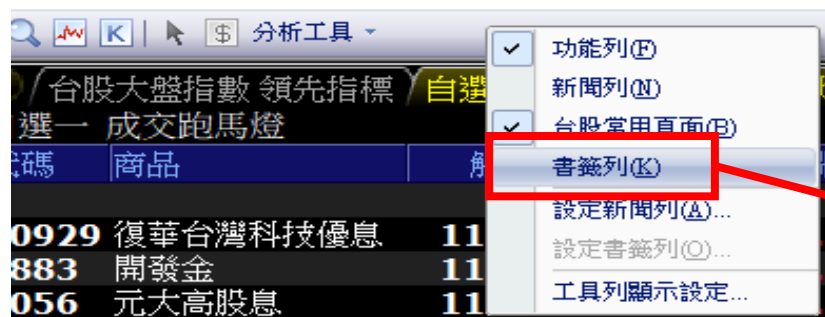 分析工具
台股大盤指數 領先指標 自選
選一 成交跑馬燈
代碼 商品
0929 復華台灣科技優息 11
883 開發金 11
056 元大高股息 11
功能列(F)
新聞列(N)
台股常用頁面(B)
書籤列(K)
設定新聞列(A)...
設定書籤列(O)...
工具列顯示設定...